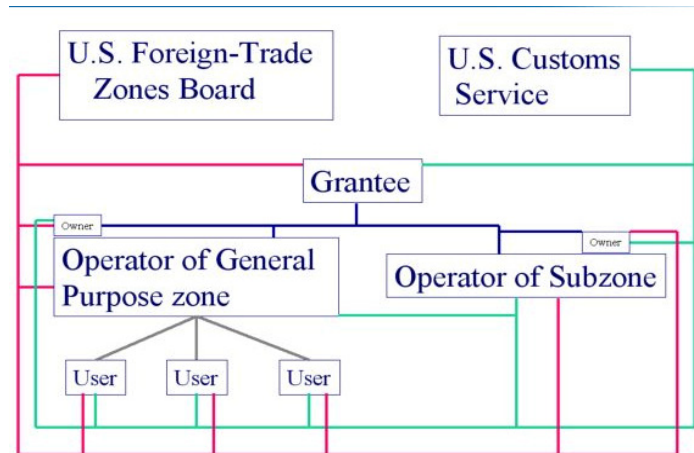 U.S. Foreign-Trade
Zones Board
U.S. Customs
Service
Grantee
Owner
Owner
Operator of General
Purpose zone
Operator of Subzone
User
User
User